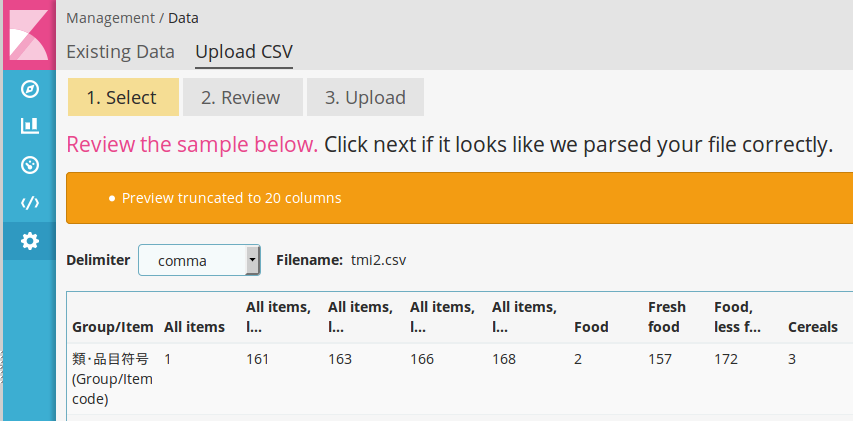 Management / Data
Existing Data Upload CSV
1. Select 2. Review 3. Upload
Review the sample below. Click next if it looks like we parsed your file correctly.
• Preview truncated to 20 columns
Delimiter comma Filename: tmi2.csv
Group/Item All items All items, l... All items, l... All items, l... All items, l... Food Fresh food Food, less f... Cereals
類・品目符号 1 161 163 166 168 2 157 172 3
(Group/Item
code)